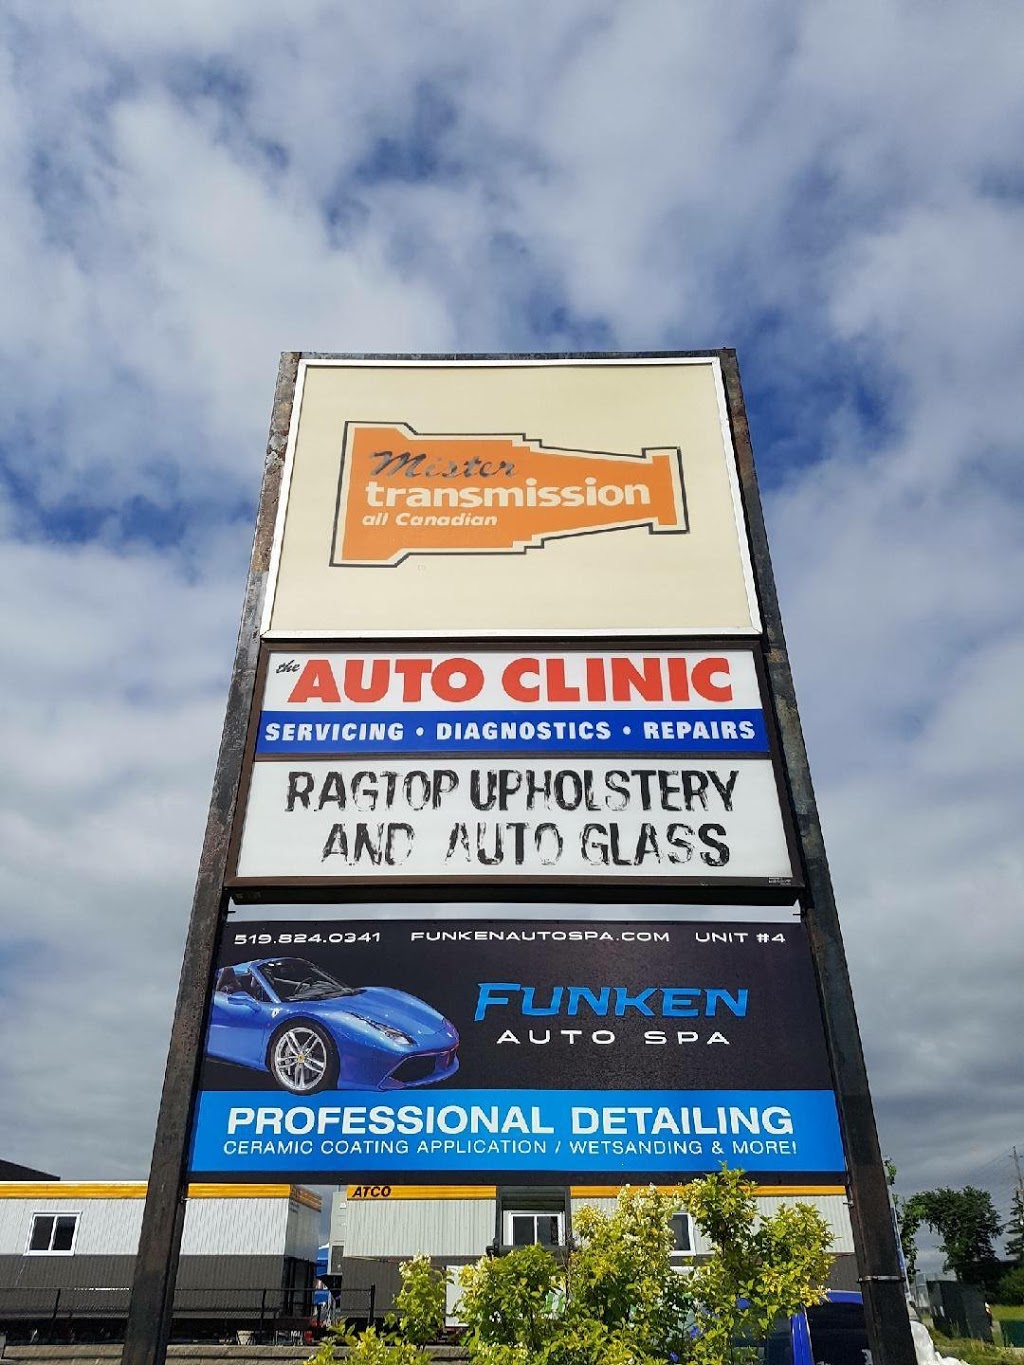 Mister
transmission
all Canadian
the AUTO CLINIC
SERVICING • DIAGNOSTICS • REPAIRS
RAGTOP UPHOLSTERY
AND AUTO GLASS
519.824.0341 FUNKENAUTOSPA.COM UNIT #4
FUNKEN
AUTO SPA
PROFESSIONAL DETAILING
CERAMIC COATING APPLICATION / WETSANDING & MORE!
ATCO